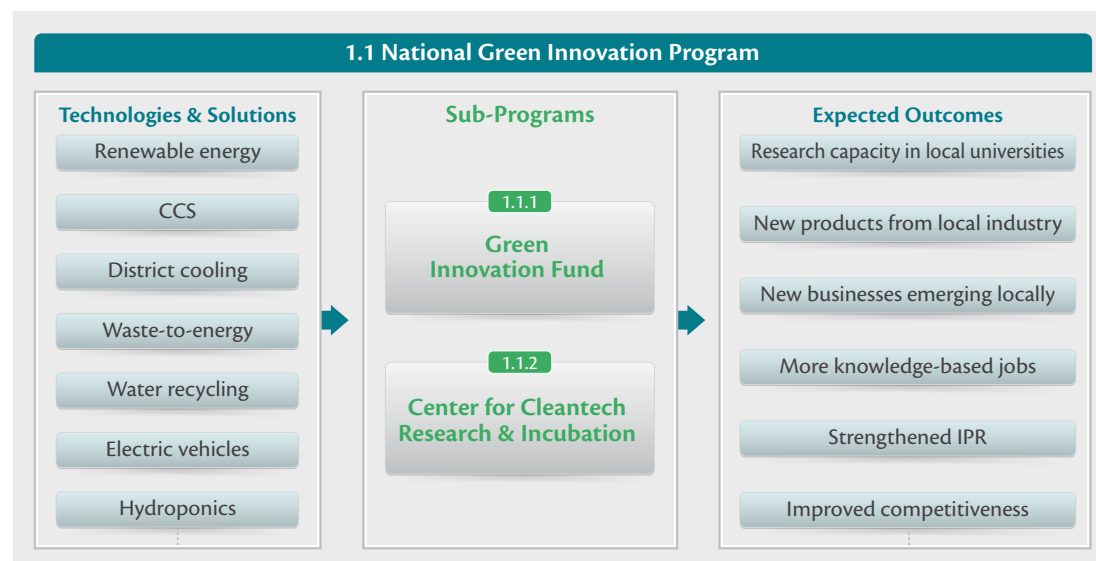 1.1 National Green Innovation Program
Technologies & Solutions
Renewable energy
CCS
District cooling
Waste-to-energy
Water recycling
Electric vehicles
Hydroponics
Sub-Programs
1.1.1
Green
Innovation Fund
1.1.2
Center for Cleantech
Research & Incubation
Expected Outcomes
Research capacity in local universities
New products from local industry
New businesses emerging locally
More knowledge-based jobs
Strengthened IPR
Improved competitiveness